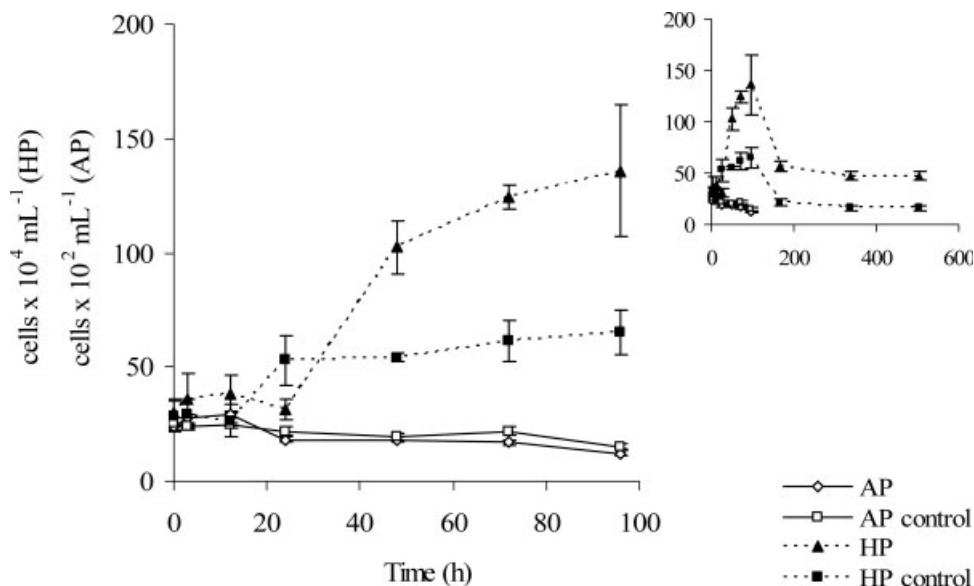 200
150
100
50
0
0 20 40 60 80 100
Time (h)
cells x 10⁴ mL⁻¹ (HP)
cells x 10² mL⁻¹ (AP)
200
150
100
50
0
0 200 400 600
AP
AP control
HP
HP control